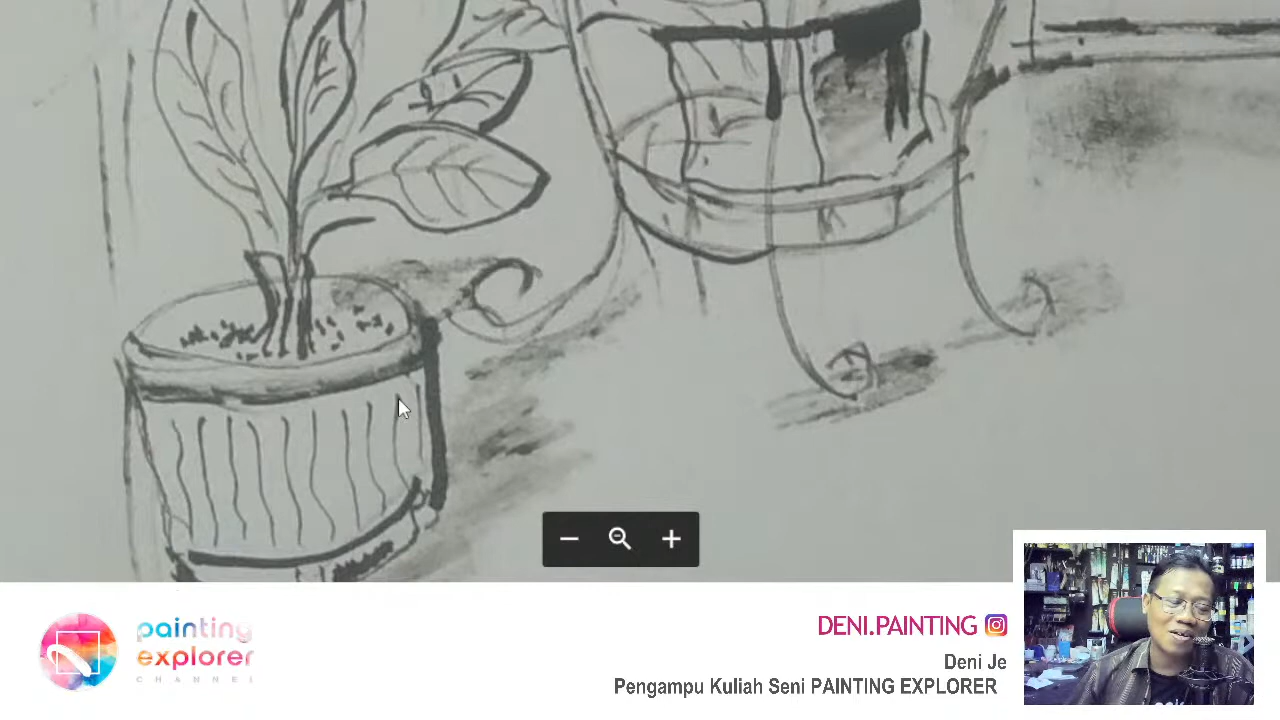 painting
explorer
CHANNEL
DENI.PAINTING
Deni Je
Pengampu Kuliah Seni PAINTING EXPLORER